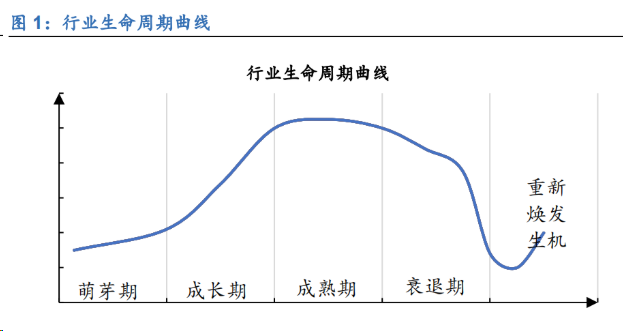 图 1：行业生命周期曲线
行业生命周期曲线
重新
焕发
生机
萌芽期
成长期
成熟期
衰退期